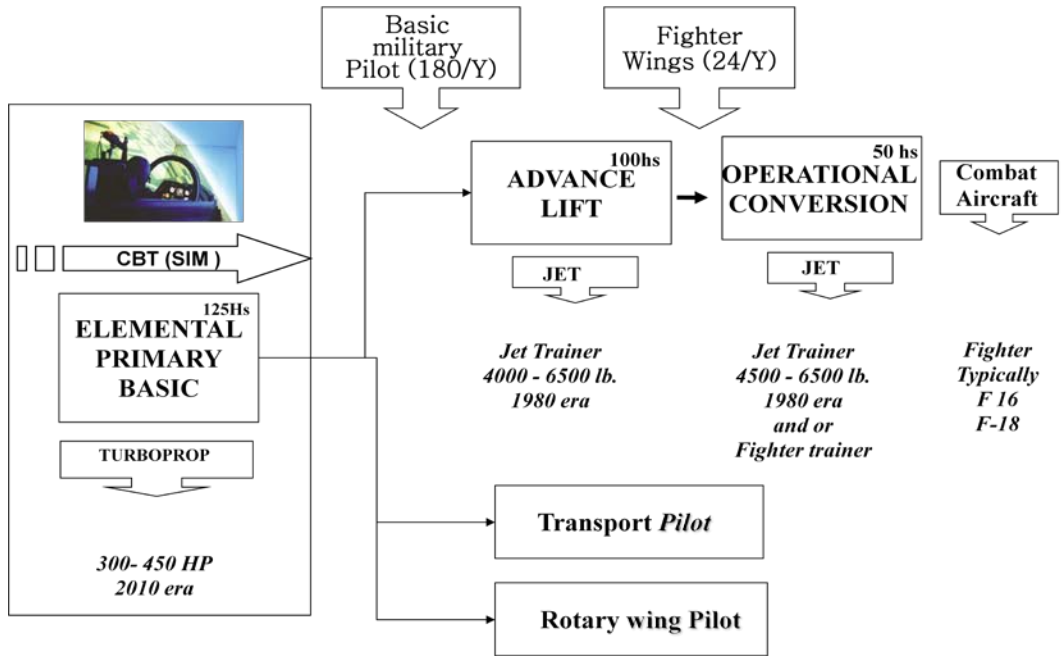 Basic
military
Pilot (180/Y)
Fighter
Wings (24/Y)
CBT (SIM )
125Hs
ELEMENTAL
PRIMARY
BASIC
TURBOPROP
300- 450 HP
2010 era
100hs
ADVANCE
LIFT
JET
Jet Trainer
4000 - 6500 lb.
1980 era
50 hs
OPERATIONAL
CONVERSION
JET
Jet Trainer
4500 - 6500 lb.
1980 era
and or
Fighter trainer
Combat
Aircraft
Fighter
Typically
F 16
F-18
Transport Pilot
Rotary wing Pilot